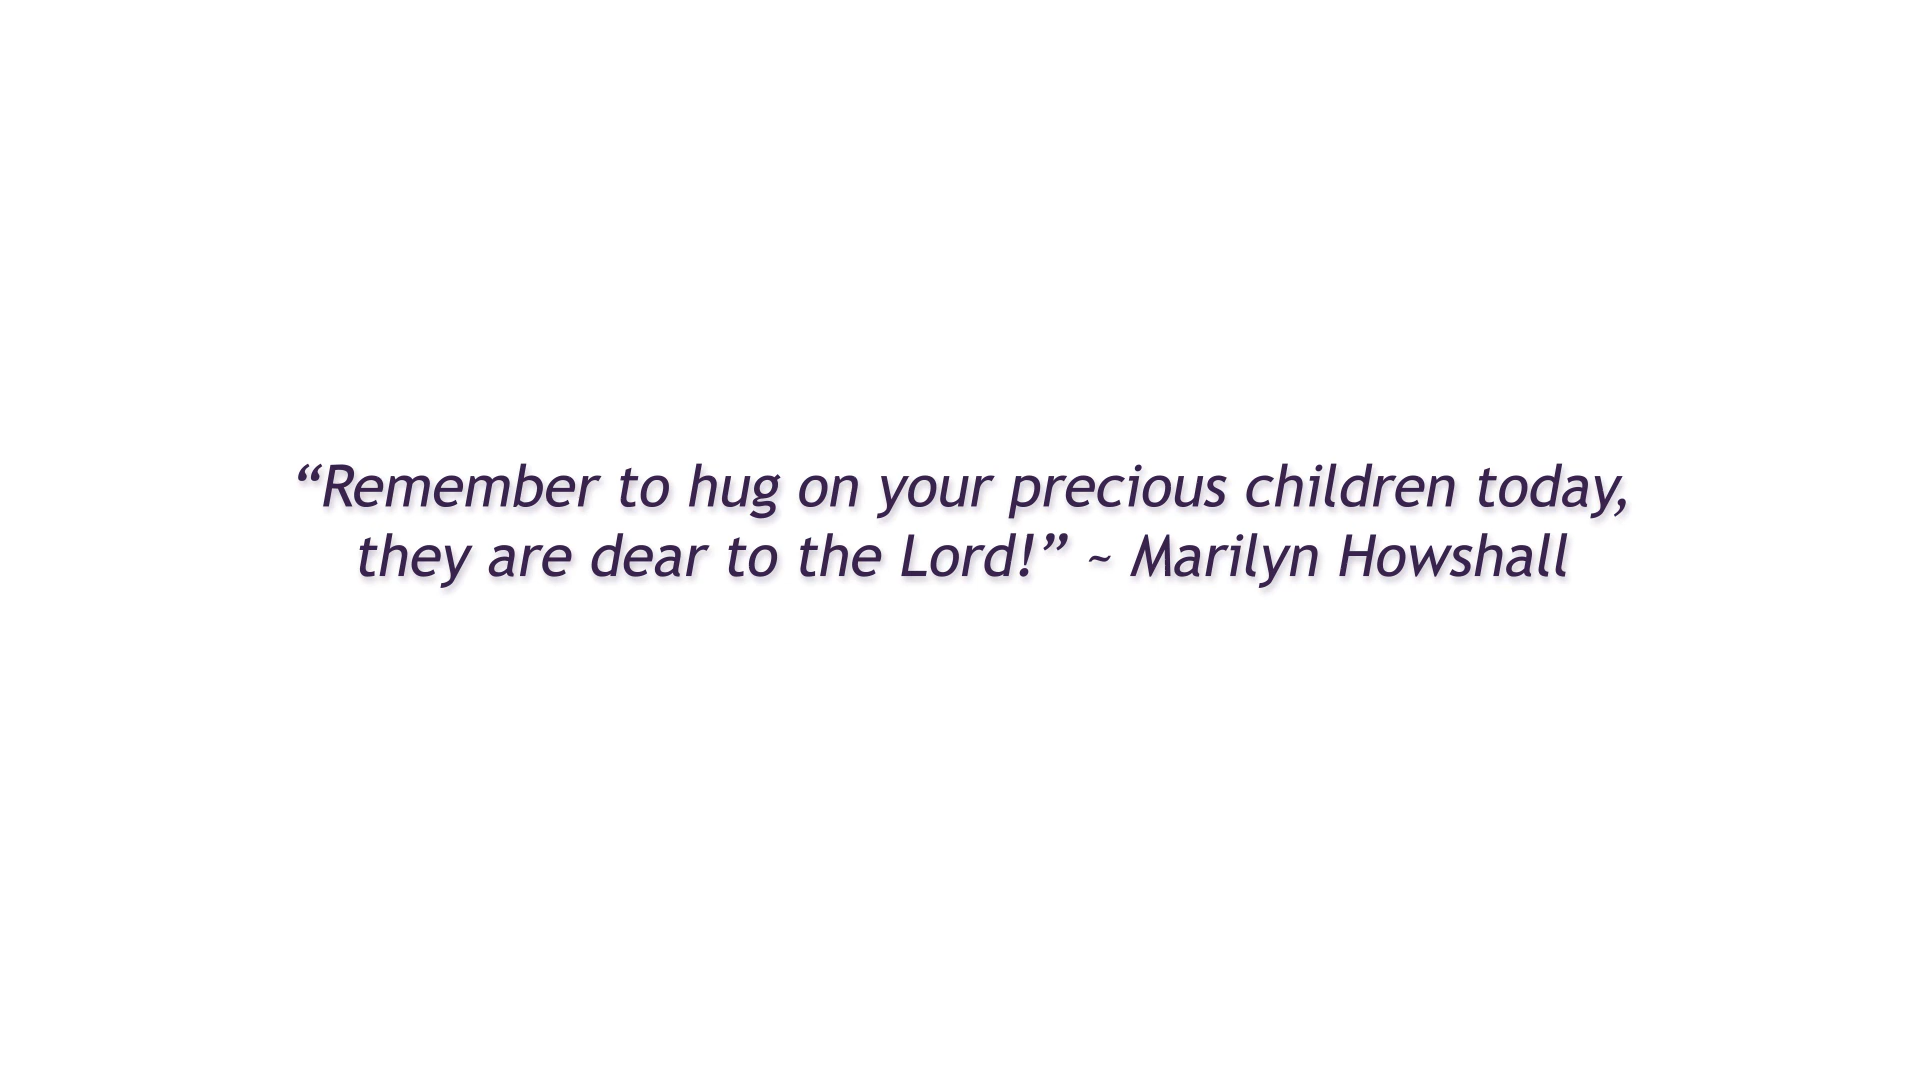 “Remember to hug on your precious children today,
they are dear to the Lord!” ~ Marilyn Howshall